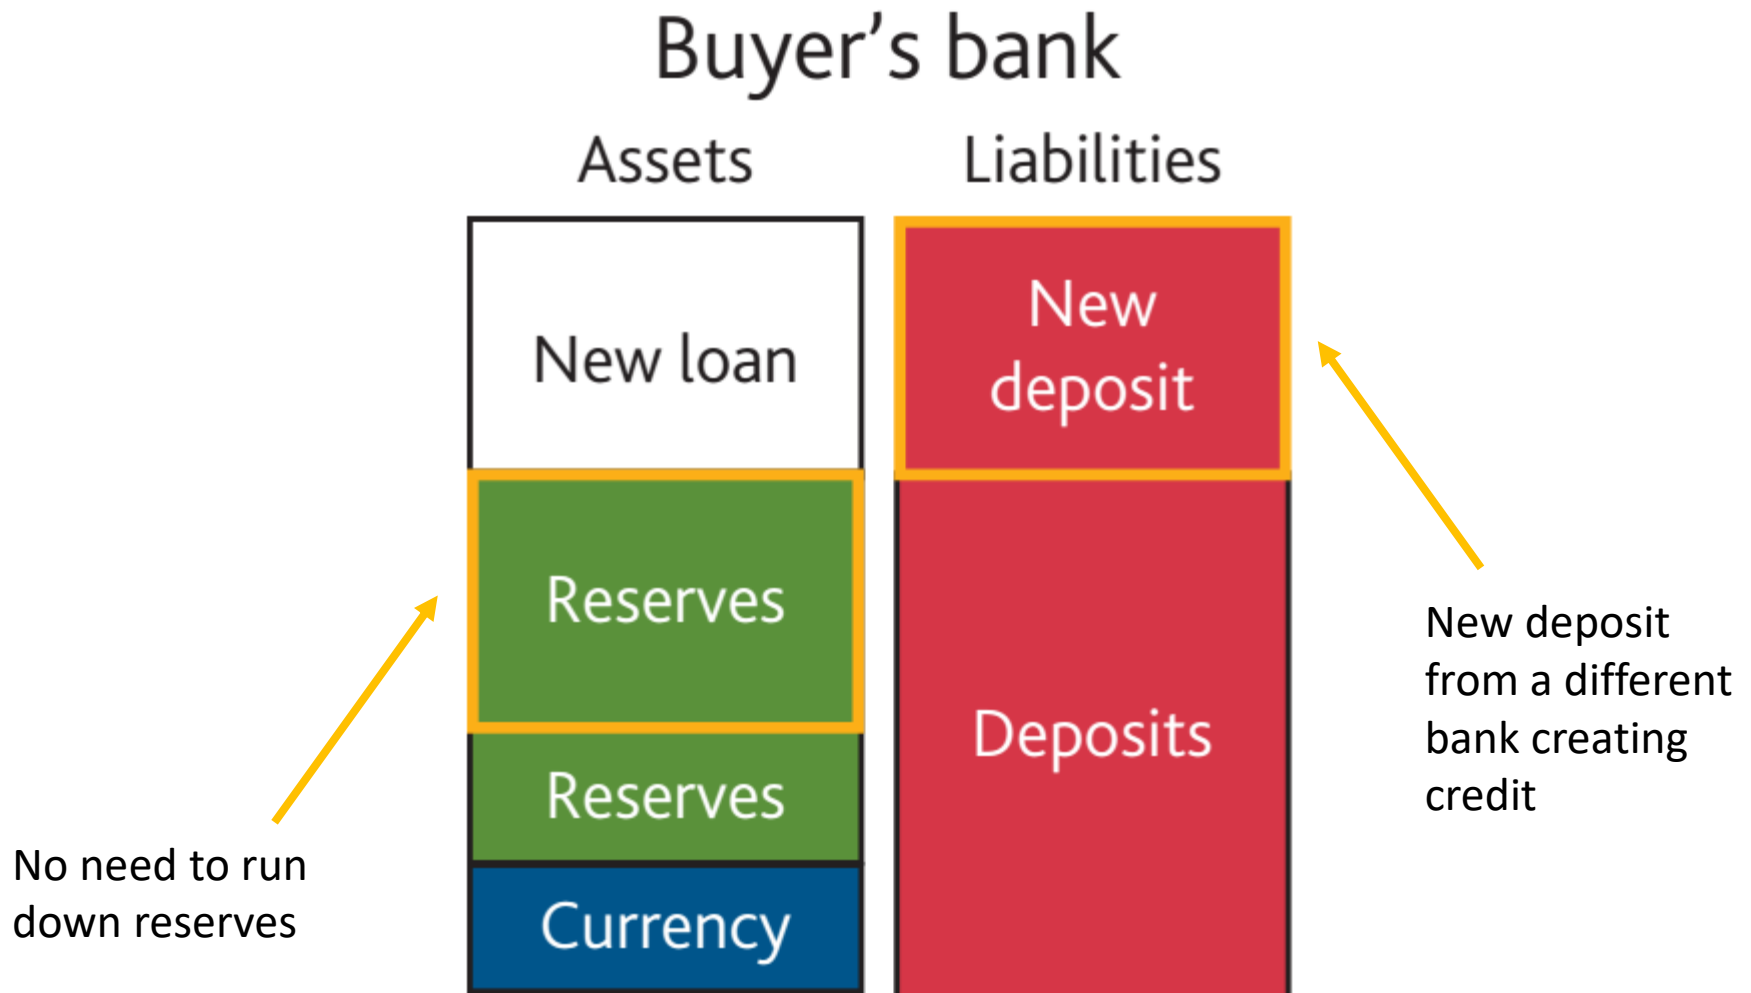 Buyer’s bank
Assets
Liabilities
New loan
New
deposit
Reserves
Reserves
Currency
Deposits
No need to run
down reserves
New deposit
from a different
bank creating
credit